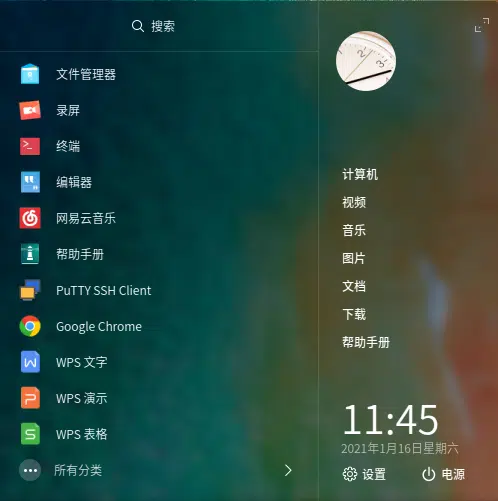 搜索
文件管理器
录屏
终端
编辑器
网易云音乐
帮助手册
PuTTY SSH Client
Google Chrome
WPS 文字
WPS 演示
WPS 表格
所有分类
计算机
视频
音乐
图片
文档
下载
帮助手册
11:45
2021年1月16日星期六
设置
电源